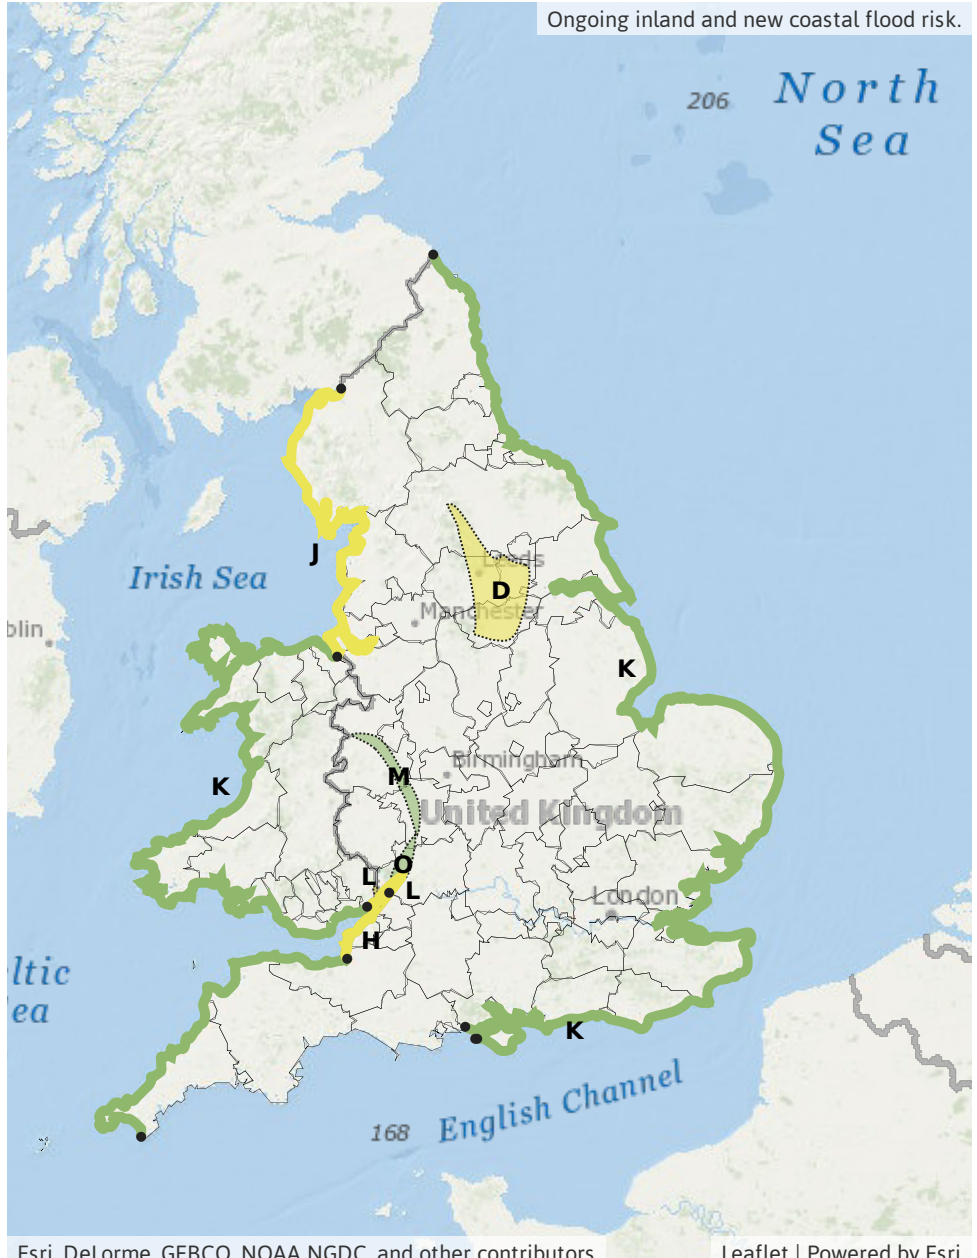 Ongoing inland and new coastal flood risk.
North
Sea
206
J
Irish Sea
Leeds
D
Manchester
blin
K
K
M
Birmingham
United Kingdom
O
L
L
London
H
ltic
ea
K
English Channel
168
Esri, DeLorme, GEBCO, NOAA NGDC, and other contributors
Leaflet | Powered by Esri